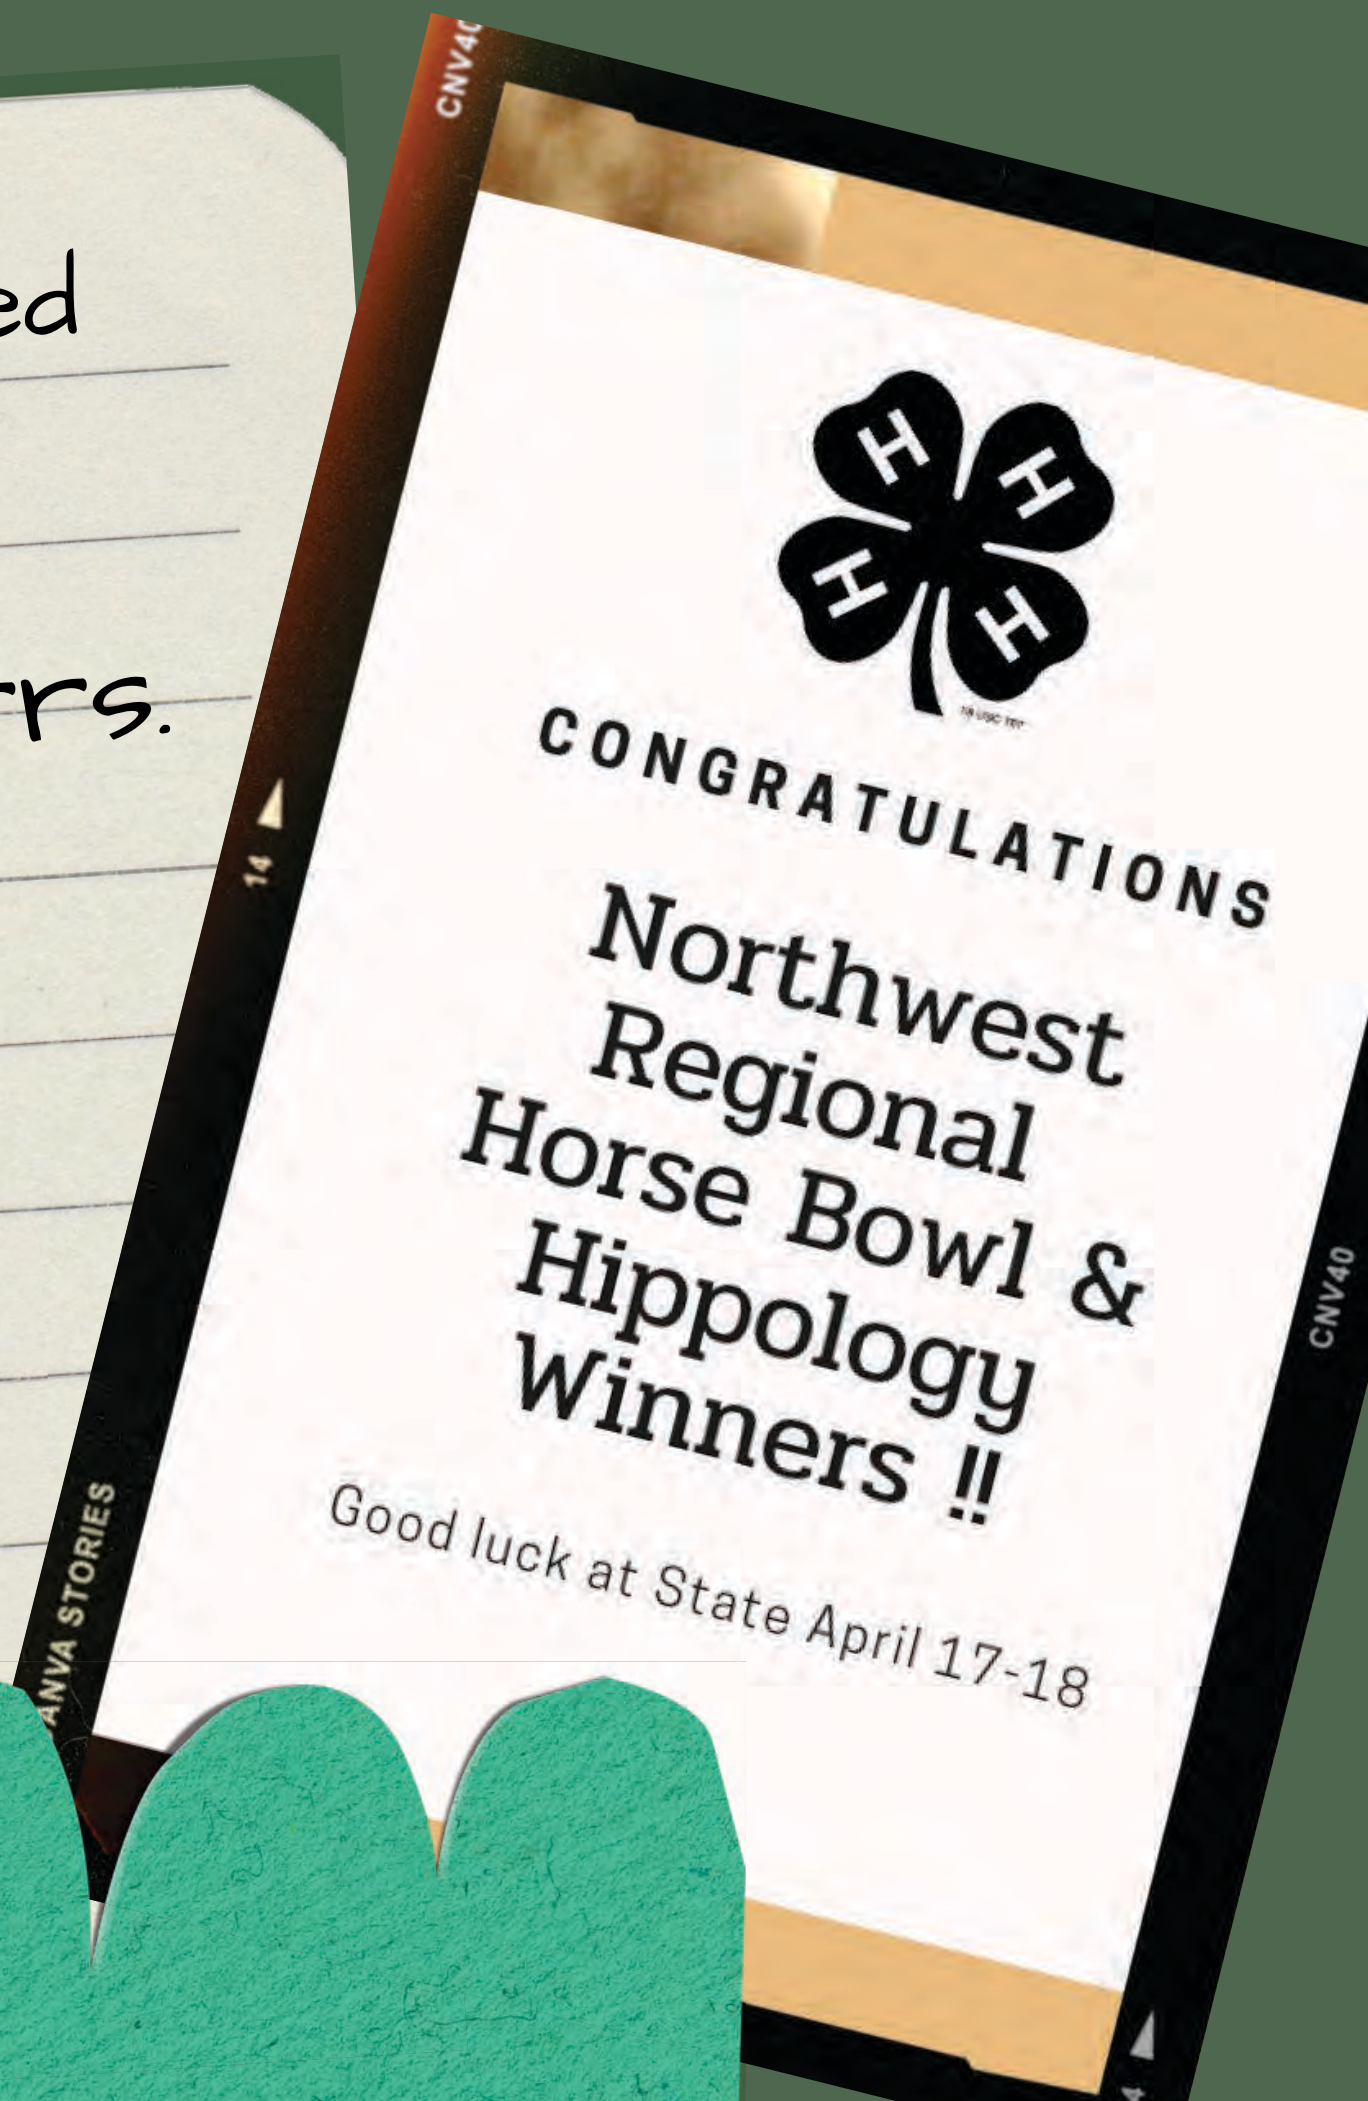 ed
rs.
CNV40
H H
H H
CONGRATULATIONS
Northwest
Regional
Horse Bowl &
Hippology
Winners !!
Good luck at State April 17-18
14
ANVA STORIES
CNV40
4